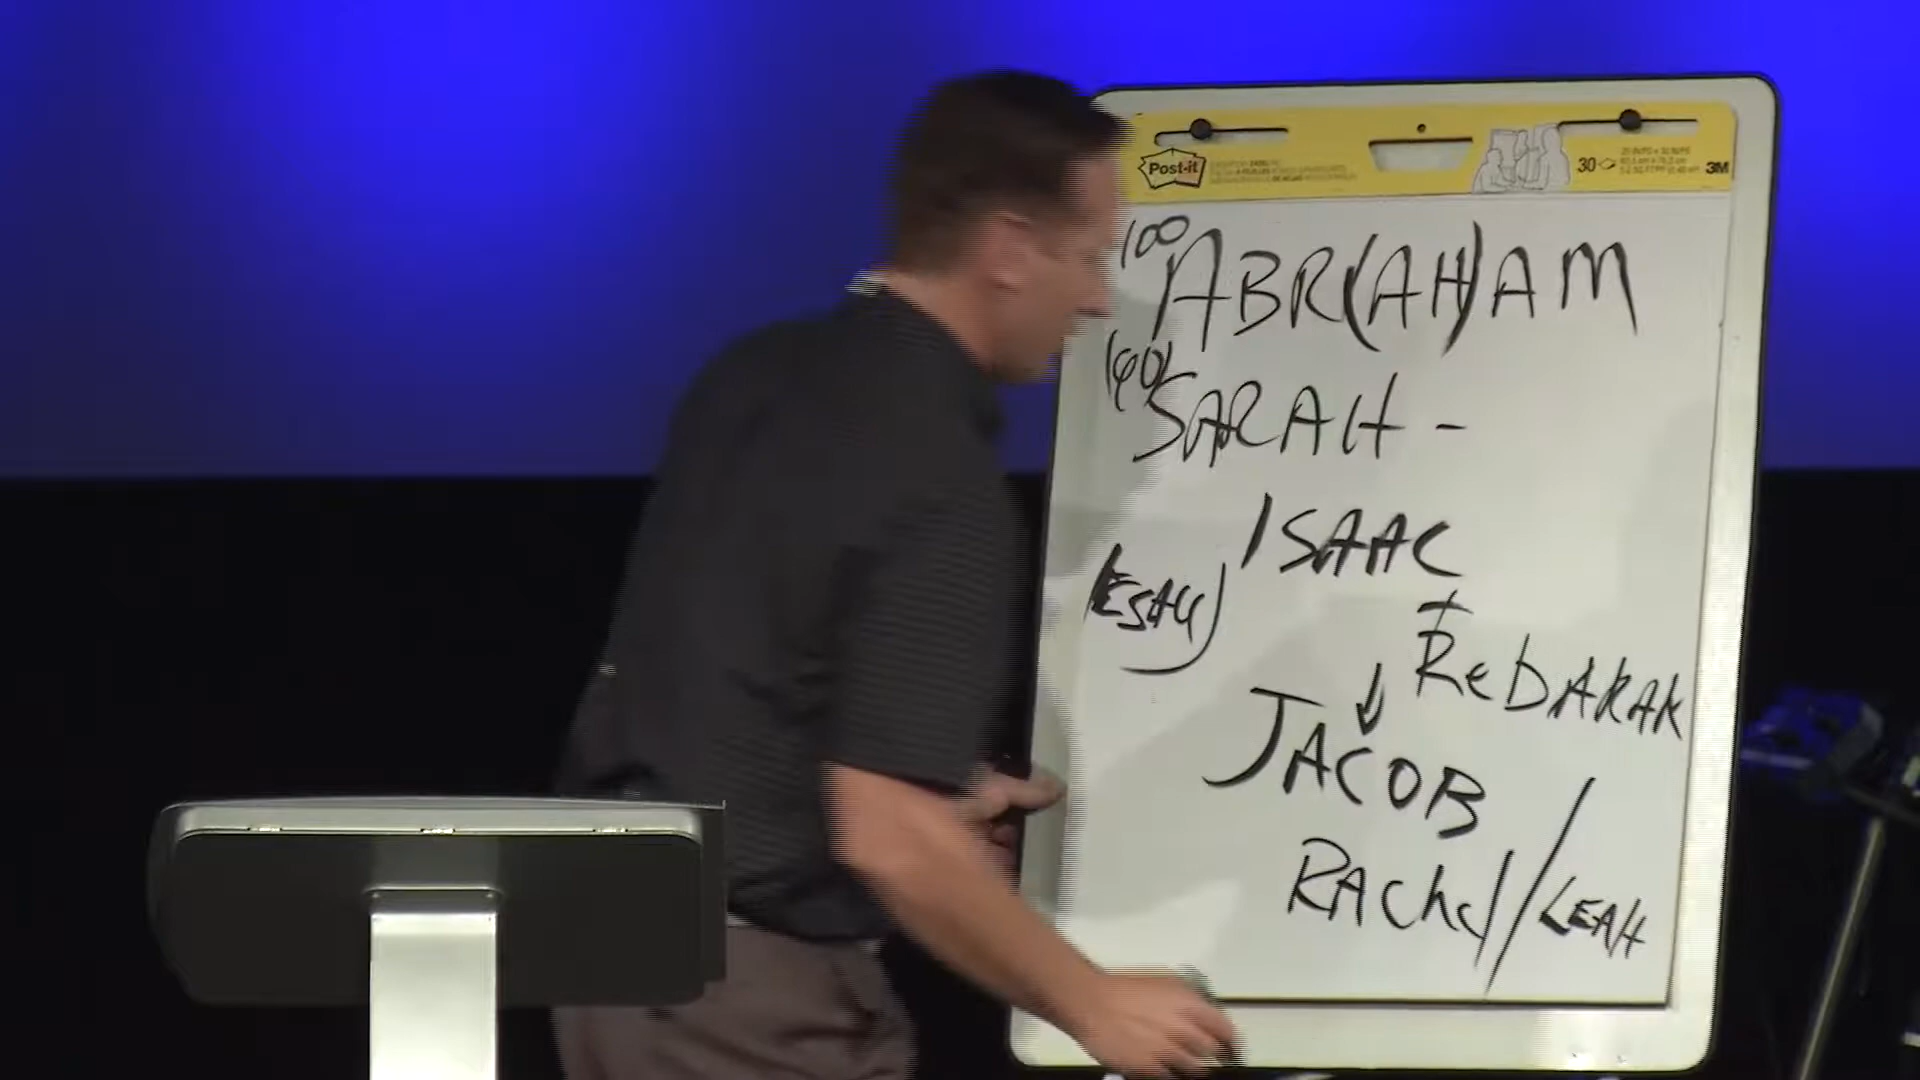 Post-it
30
3M
100
ABR(AH)AM
(90)
SARAH -
ISAAC
(ESAU)
+
ReBAKAH
↓
JACOB
RACHel / LEAH